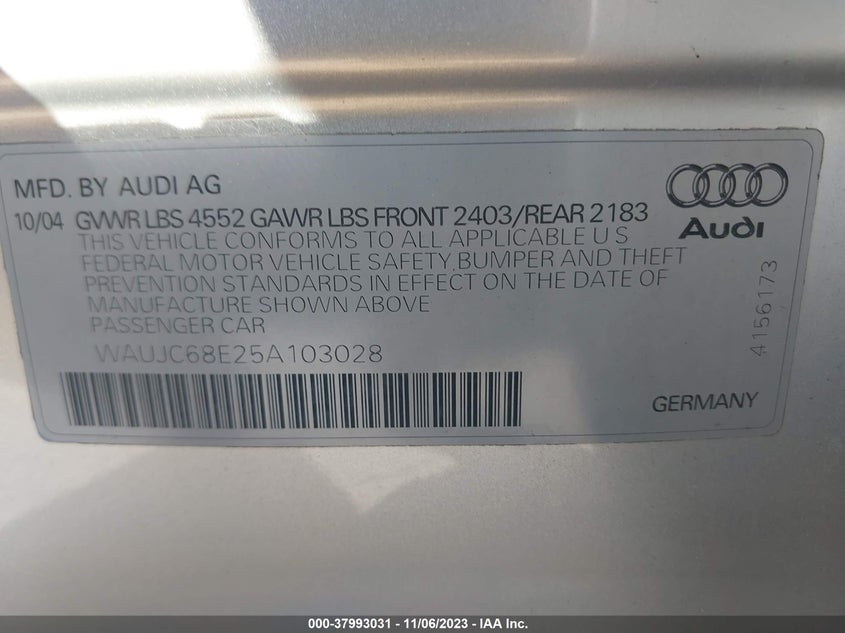 MFD. BY AUDI AG
10/04 GVWR LBS 4552 GAWR LBS FRONT 2403/REAR 2183
THIS VEHICLE CONFORMS TO ALL APPLICABLE U S
FEDERAL MOTOR VEHICLE SAFETY, BUMPER AND THEFT
PREVENTION STANDARDS IN EFFECT ON THE DATE OF
MANUFACTURE SHOWN ABOVE
PASSENGER CAR
WAUJC68E25A103028
Audi
4156173
GERMANY
000-37993031 - 11/06/2023 - IAA Inc.